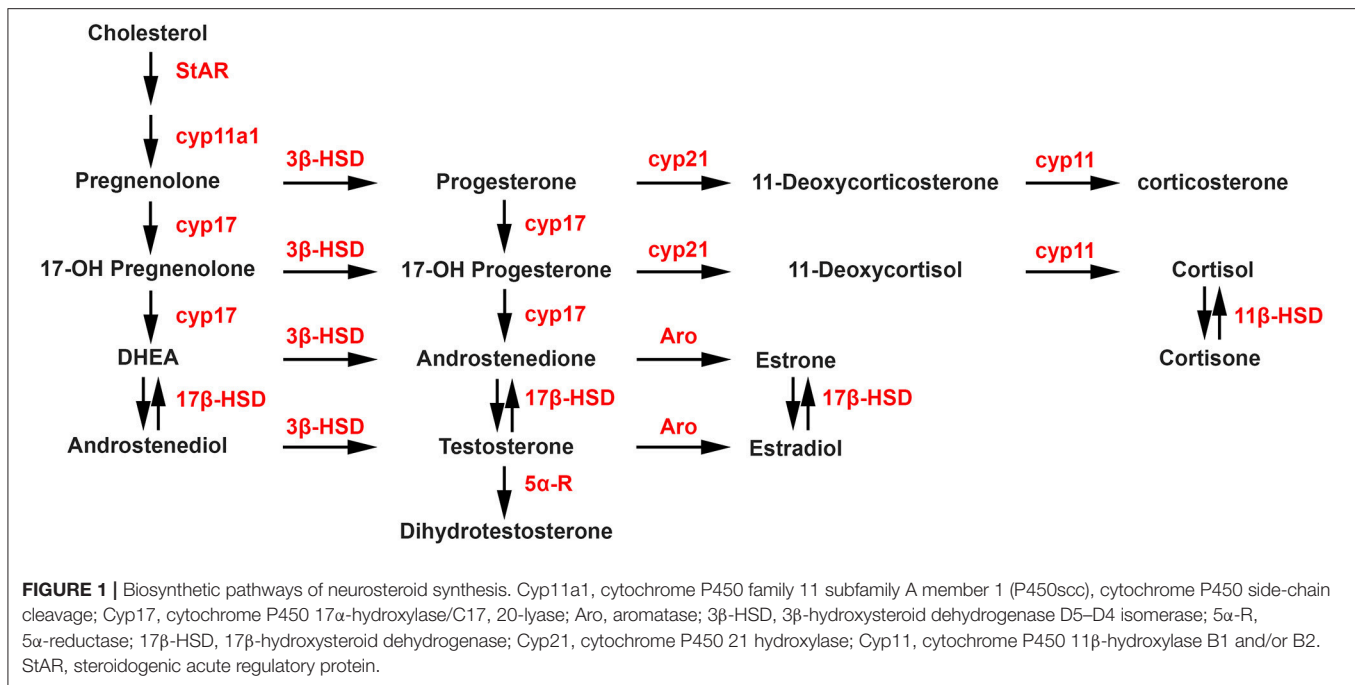 Cholesterol
StAR
cyp11a1
3β-HSD
cyp21
cyp11
Pregnenolone
Progesterone
11-Deoxycorticosterone
corticosterone
cyp17
cyp17
3β-HSD
cyp21
cyp11
17-OH Pregnenolone
17-OH Progesterone
11-Deoxycortisol
Cortisol
cyp17
3β-HSD
cyp17
Aro
11β-HSD
DHEA
Androstenedione
Estrone
Cortisone
17β-HSD
3β-HSD
17β-HSD
Aro
17β-HSD
Androstenediol
Testosterone
Estradiol
5α-R
Dihydrotestosterone
FIGURE 1 | Biosynthetic pathways of neurosteroid synthesis. Cyp11a1, cytochrome P450 family 11 subfamily A member 1 (P450scc), cytochrome P450 side-chain
cleavage; Cyp17, cytochrome P450 17α-hydroxylase/C17, 20-lyase; Aro, aromatase; 3β-HSD, 3β-hydroxysteroid dehydrogenase D5–D4 isomerase; 5α-R,
5α-reductase; 17β-HSD, 17β-hydroxysteroid dehydrogenase; Cyp21, cytochrome P450 21 hydroxylase; Cyp11, cytochrome P450 11β-hydroxylase B1 and/or B2.
StAR, steroidogenic acute regulatory protein.